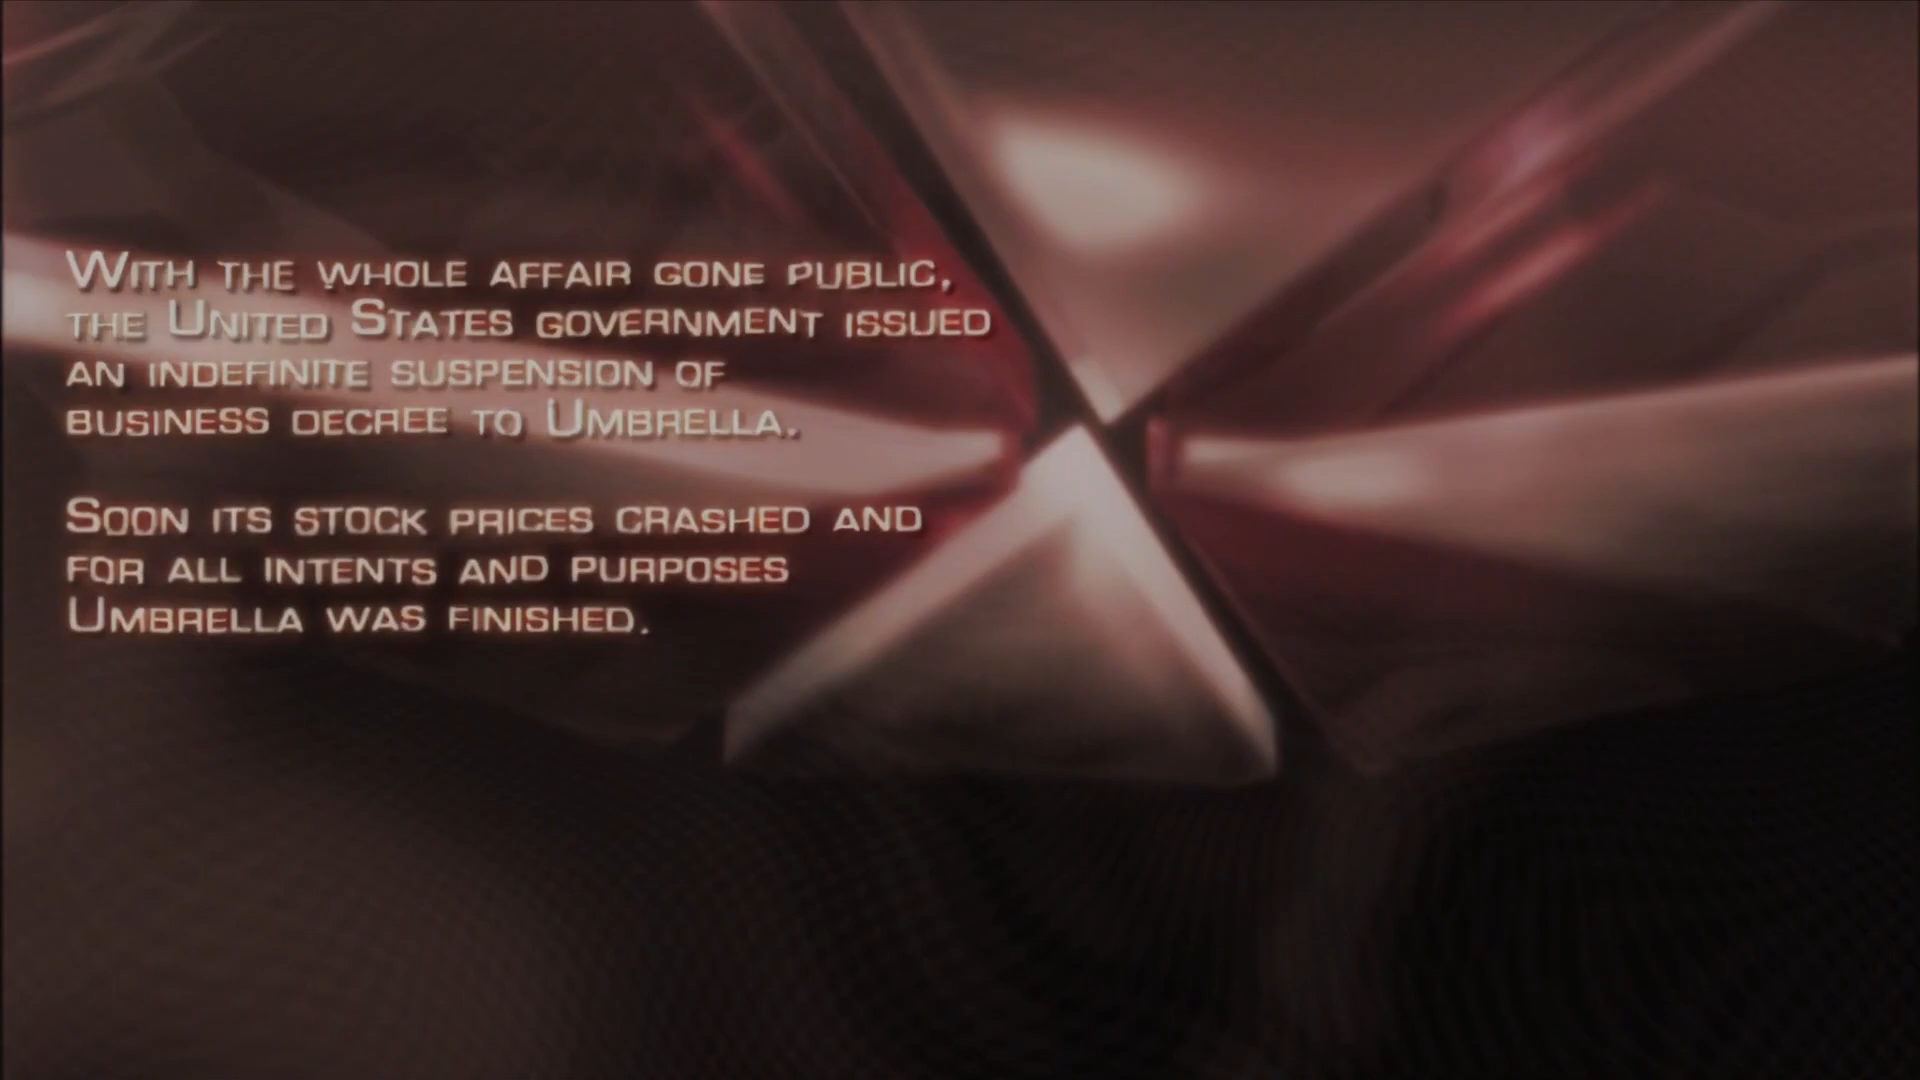 With the whole affair gone public,
the United States government issued
an indefinite suspension of
business decree to Umbrella.
Soon its stock prices crashed and
for all intents and purposes
Umbrella was finished.